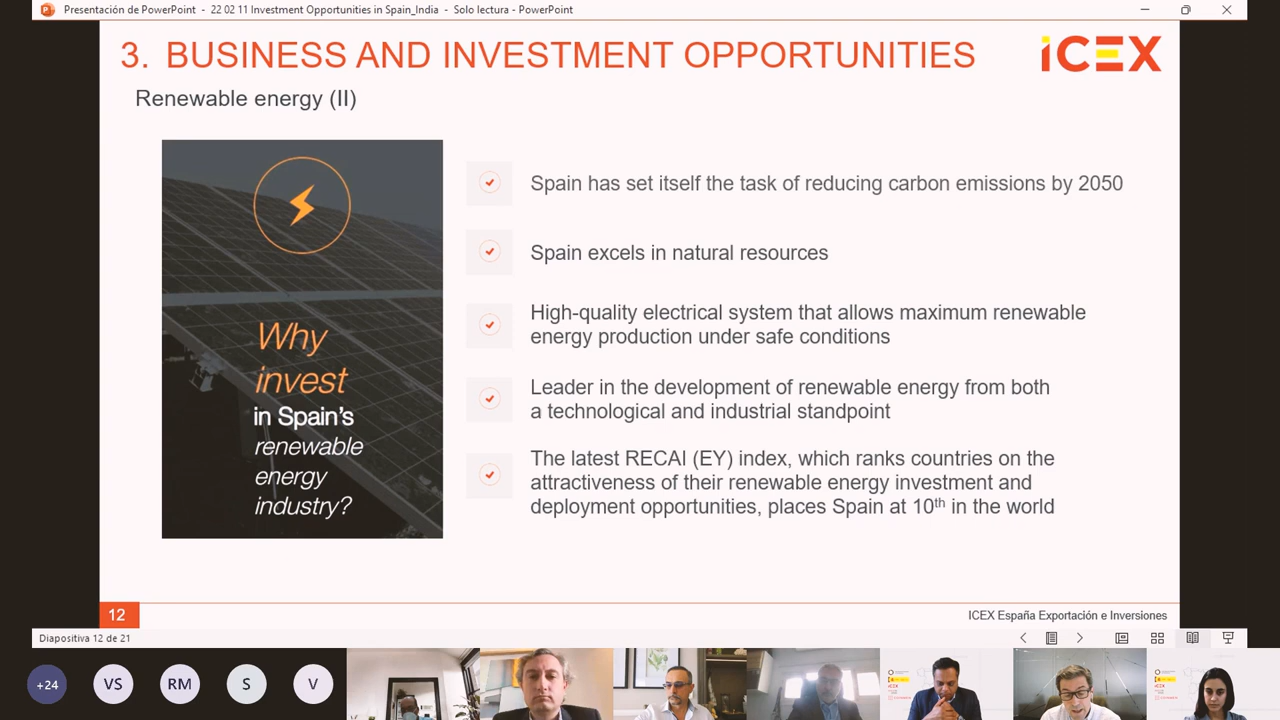 Presentación de PowerPoint - 22 02 11 Investment Opportunities in Spain_India - Solo lectura - PowerPoint
3. BUSINESS AND INVESTMENT OPPORTUNITIES
iCEX
Renewable energy (II)
Why
invest
in Spain's
renewable
energy
industry?
Spain has set itself the task of reducing carbon emissions by 2050
Spain excels in natural resources
High-quality electrical system that allows maximum renewable
energy production under safe conditions
Leader in the development of renewable energy from both
a technological and industrial standpoint
The latest RECAI (EY) index, which ranks countries on the
attractiveness of their renewable energy investment and
deployment opportunities, places Spain at 10th in the world
12
ICEX España Exportación e Inversiones
Diapositiva 12 de 21
+24
VS
RM
S
V